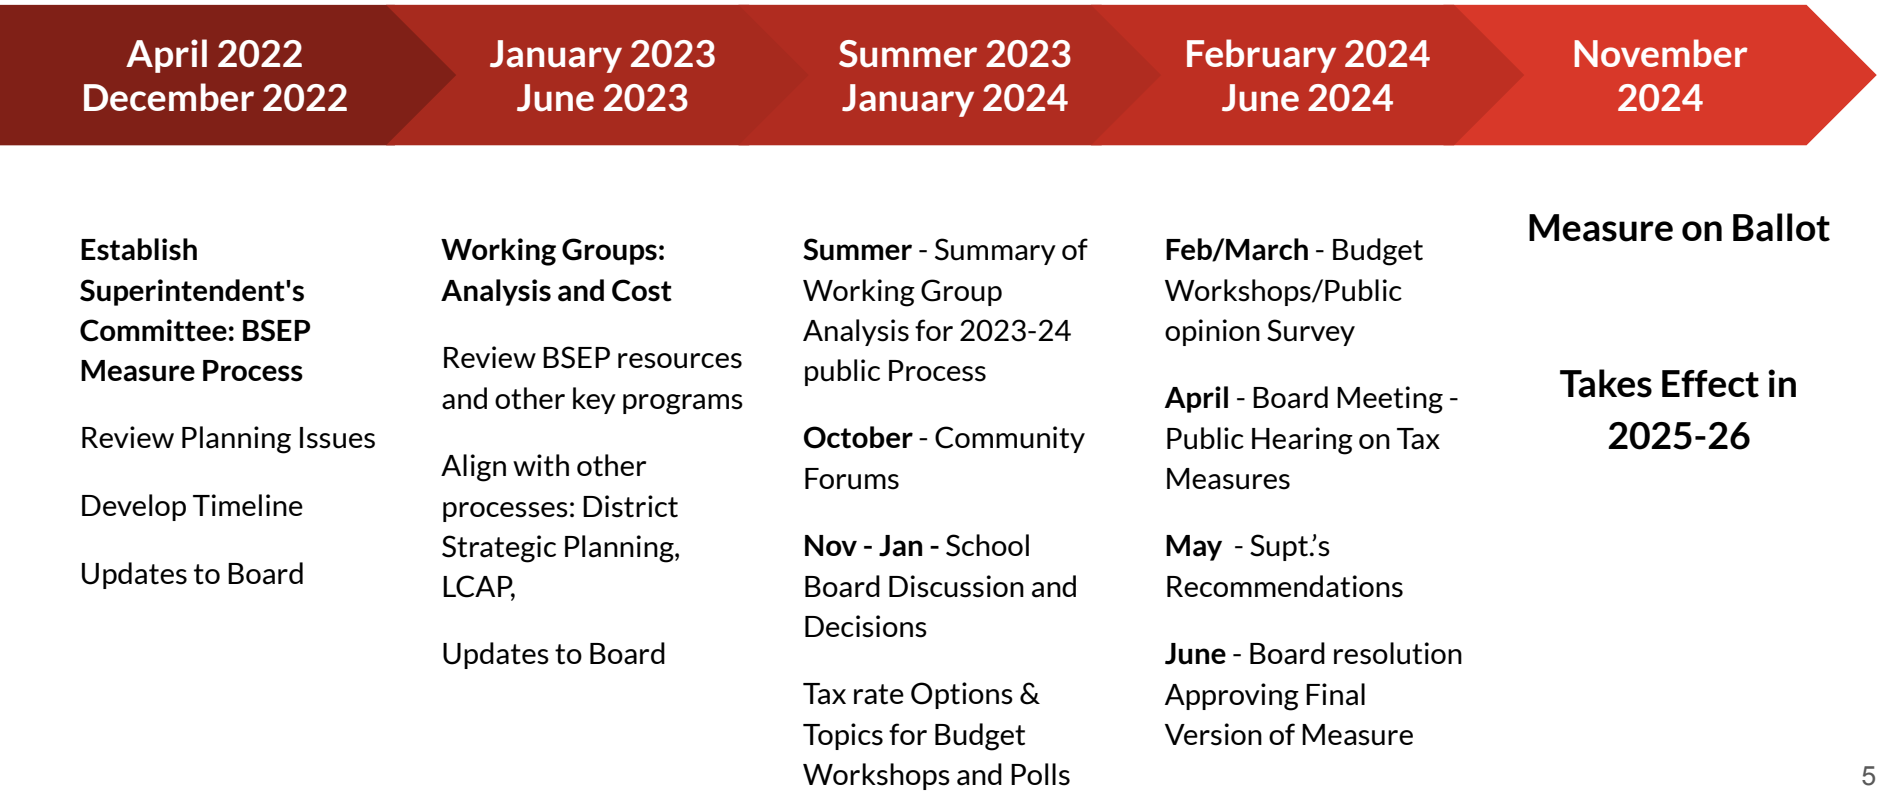 April 2022
December 2022
January 2023
June 2023
Summer 2023
January 2024
February 2024
June 2024
November
2024
Establish
Superintendent's
Committee: BSEP
Measure Process
Review Planning Issues
Develop Timeline
Updates to Board
Working Groups:
Analysis and Cost
Review BSEP resources
and other key programs
Align with other
processes: District
Strategic Planning,
LCAP,
Updates to Board
Summer - Summary of
Working Group
Analysis for 2023-24
public Process
October - Community
Forums
Nov - Jan - School
Board Discussion and
Decisions
Tax rate Options &
Topics for Budget
Workshops and Polls
Feb/March - Budget
Workshops/Public
opinion Survey
April - Board Meeting -
Public Hearing on Tax
Measures
May - Supt.’s
Recommendations
June - Board resolution
Approving Final
Version of Measure
Measure on Ballot
Takes Effect in
2025-26
5